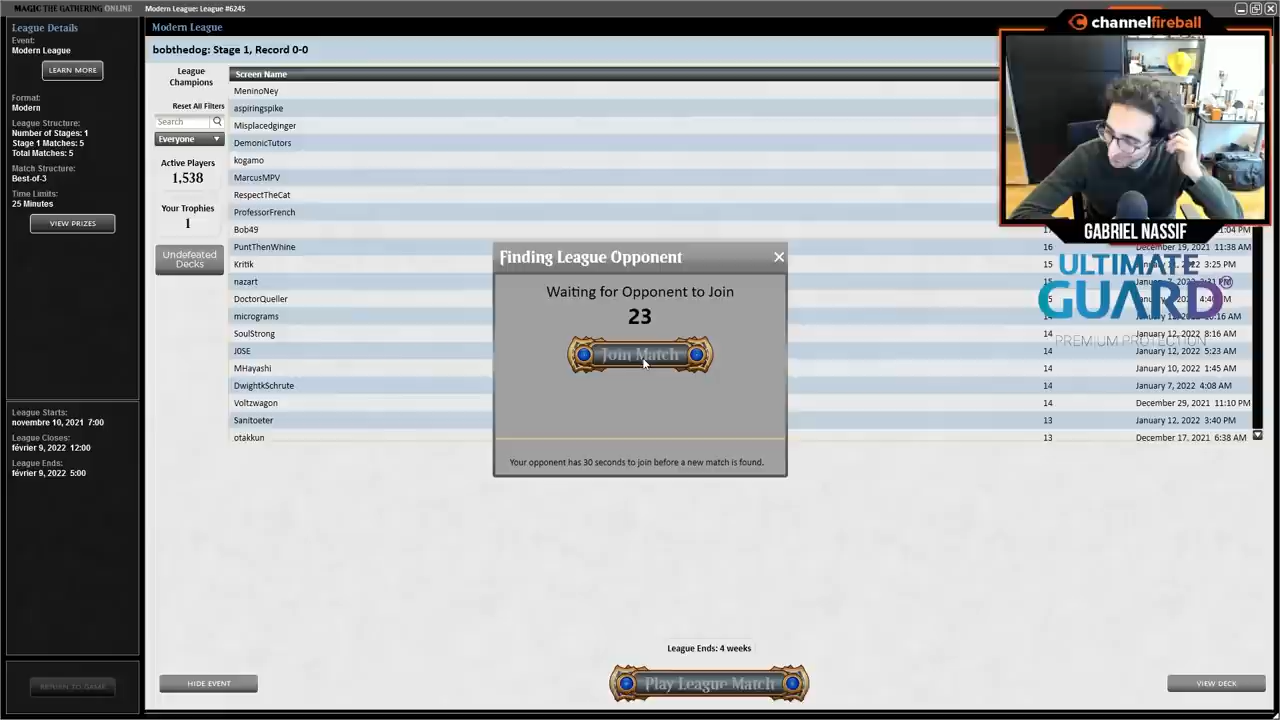 MAGIC THE GATHERING ONLINE
Modern League: League #6245
League Details
Event:
Modern League
LEARN MORE
Format:
Modern
League Structure:
Number of Stages: 1
Stage 1 Matches: 5
Total Matches: 5
Match Structure:
Best-of-3
Time Limits:
25 Minutes
VIEW PRIZES
League Starts:
novembre 10, 2021 7:00
League Closes:
février 9, 2022 12:00
League Ends:
février 9, 2022 5:00
RETURN TO GAME
Modern League
bobthedog: Stage 1, Record 0-0
League
Champions
Reset All Filters
Search
Everyone
Active Players
1,538
Your Trophies
1
Undefeated
Decks
Screen Name
MeninoNey
aspiringspike
Misplacedginger
DemonicTutors
kogamo
MarcusMPV
RespectTheCat
ProfessorFrench
Bob49
PuntThenWhine 16 December 19, 2021 11:38 AM
Kritik 15 3:25 PM
nazart
DoctorQueller
micrograms 14
SoulStrong 14 January 12, 2022 8:16 AM
J0SE 14 January 12, 2022 5:23 AM
MHayashi 14 January 10, 2022 1:45 AM
DwightkSchrute 14 January 7, 2022 4:08 AM
Voltzwagon 14 December 29, 2021 11:10 PM
Sanitoeter 13 January 12, 2022 3:40 PM
otakkun 13 December 17, 2021 6:38 AM
Finding League Opponent
Waiting for Opponent to Join
23
Join Match
Your opponent has 30 seconds to join before a new match is found.
channelfireball
GABRIEL NASSIF
ULTIMATE
GUARD
PREMIUM PROTECTION
League Ends: 4 weeks
HIDE EVENT
Play League Match
VIEW DECK